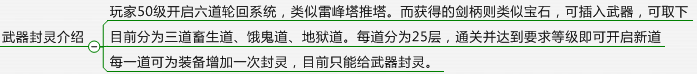 玩家50级开启六道轮回系统，类似雷峰塔推塔。而获得的剑柄则类似宝石，可插入武器，可取下
武器封灵介绍
目前分为三道畜生道、饿鬼道、地狱道。每道分为25层，通关并达到要求等级即可开启新道
每一道可为装备增加一次封灵，目前只能给武器封灵。